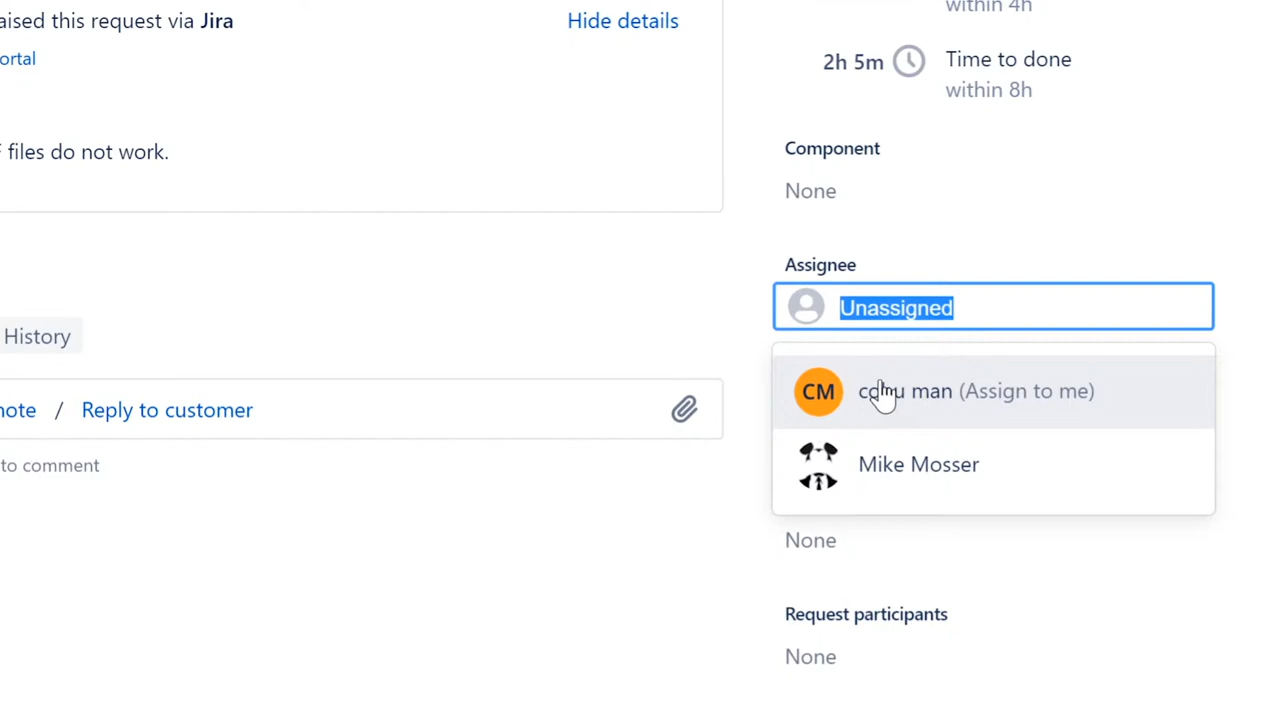 aised this request via Jira
Hide details
ortal
files do not work.
History
note / Reply to customer
to comment
within 4h
2h 5m
Time to done
within 8h
Component
None
Assignee
Unassigned
CM
man (Assign to me)
Mike Mosser
None
Request participants
None